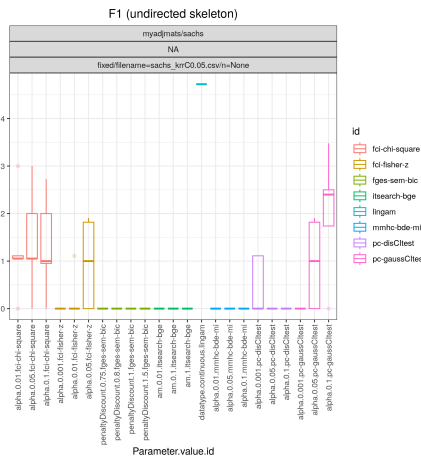 F1 (undirected skeleton)
myadjmats/sachs
NA
fixed/filename=sachs_krrC0.05.csv/n=None
4
3
2
1
0
id
fci-chi-square
fci-fisher-z
fges-sem-bic
itsearch-bge
lingam
mmhc-bde-mi
pc-disCItest
pc-gaussCItes
alpha.0.01.fci-chi-square
alpha.0.05.fci-chi-square
alpha.0.1.fci-chi-square
alpha.0.001.fci-fisher-z
alpha.0.01.fci-fisher-z
alpha.0.05.fci-fisher-z
penaltyDiscount.0.75.fges-sem-bic
penaltyDiscount.0.8.fges-sem-bic
penaltyDiscount.1.fges-sem-bic
penaltyDiscount.1.5.fges-sem-bic
am.0.01.itsearch-bge
am.0.1.itsearch-bge
am.1.itsearch-bge
datatype.continuous.lingam
alpha.0.01.mmhc-bde-mi
alpha.0.05.mmhc-bde-mi
alpha.0.1.mmhc-bde-mi
alpha.0.001.pc-disCItest
alpha.0.05.pc-disCItest
alpha.0.1.pc-disCItest
alpha.0.001.pc-gaussCItest
alpha.0.05.pc-gaussCItest
alpha.0.1.pc-gaussCItest
Parameter.value.id